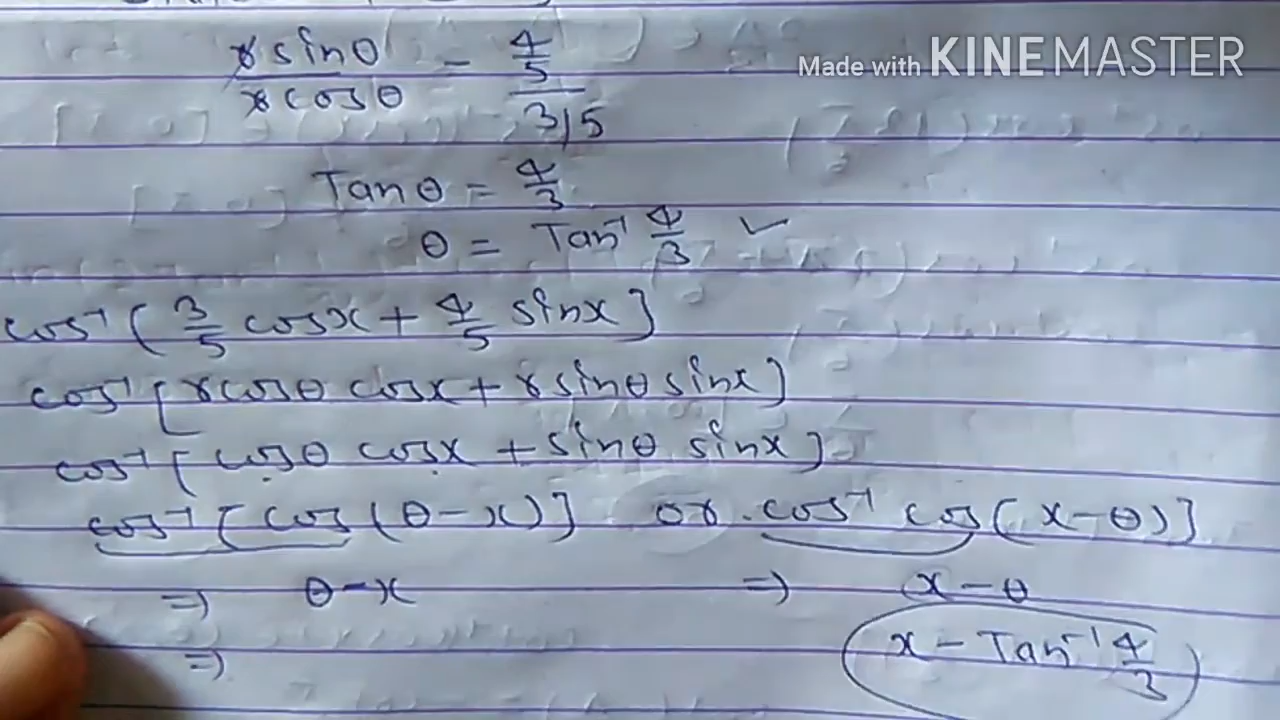 r sinθ / r cosθ = 4/5 / 3/5
Made with KINEMASTER
Tanθ = 4/3
θ = Tan⁻¹ 4/3 ✓
cos⁻¹ [ 3/5 cosx + 4/5 sinx ]
cos⁻¹ [ r cosθ cosx + r sinθ sinx ]
cos⁻¹ [ cosθ cosx + sinθ sinx ]
cos⁻¹ [ cos (θ - x) ] or cos⁻¹ cos( x - θ) ]
=> θ - x => x - θ
=> x - Tan⁻¹ 4/3